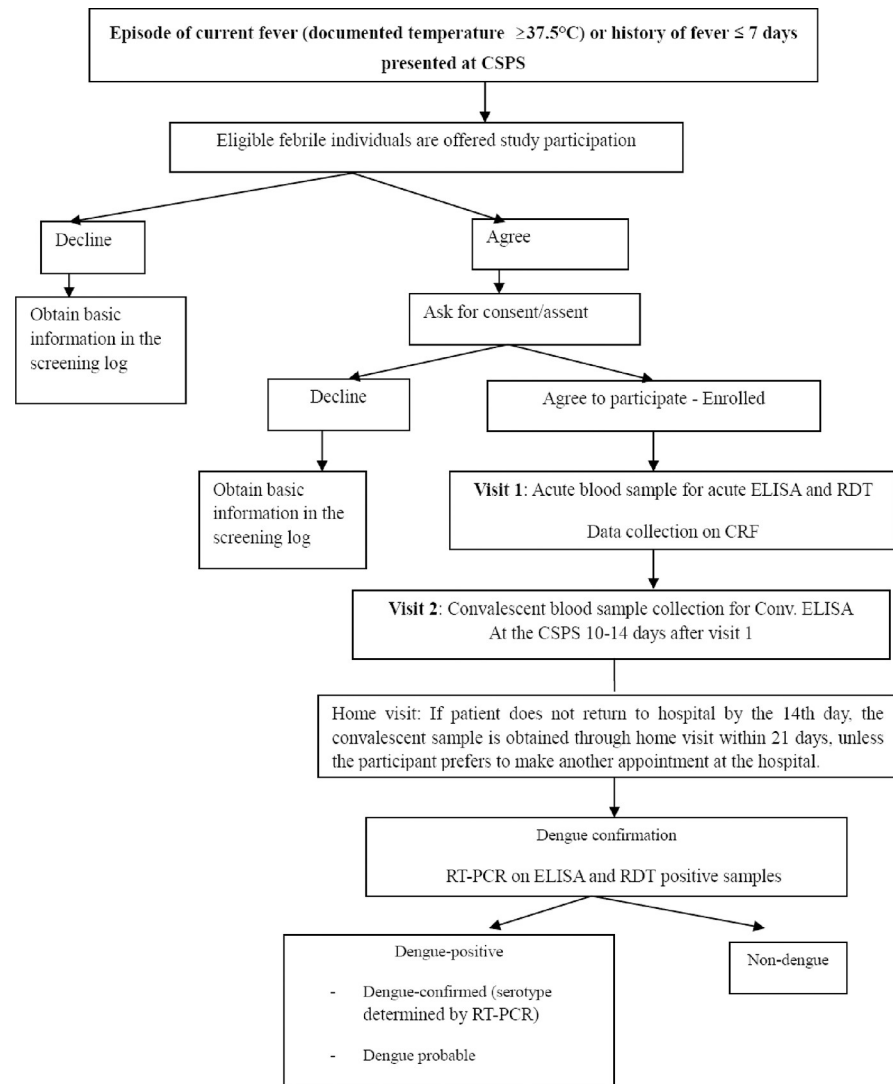 Episode of current fever (documented temperature ≥37.5°C) or history of fever ≤ 7 days
presented at CSPS
Eligible febrile individuals are offered study participation
Decline
Agree
Obtain basic
information in the
screening log
Ask for consent/assent
Decline
Agree to participate - Enrolled
Obtain basic
information in the
screening log
Visit 1: Acute blood sample for acute ELISA and RDT
Data collection on CRF
Visit 2: Convalescent blood sample collection for Conv. ELISA
At the CSPS 10-14 days after visit 1
Home visit: If patient does not return to hospital by the 14th day, the
convalescent sample is obtained through home visit within 21 days, unless
the participant prefers to make another appointment at the hospital.
Dengue confirmation
RT-PCR on ELISA and RDT positive samples
Dengue-positive
- Dengue-confirmed (serotype
determined by RT-PCR)
- Dengue probable
Non-dengue